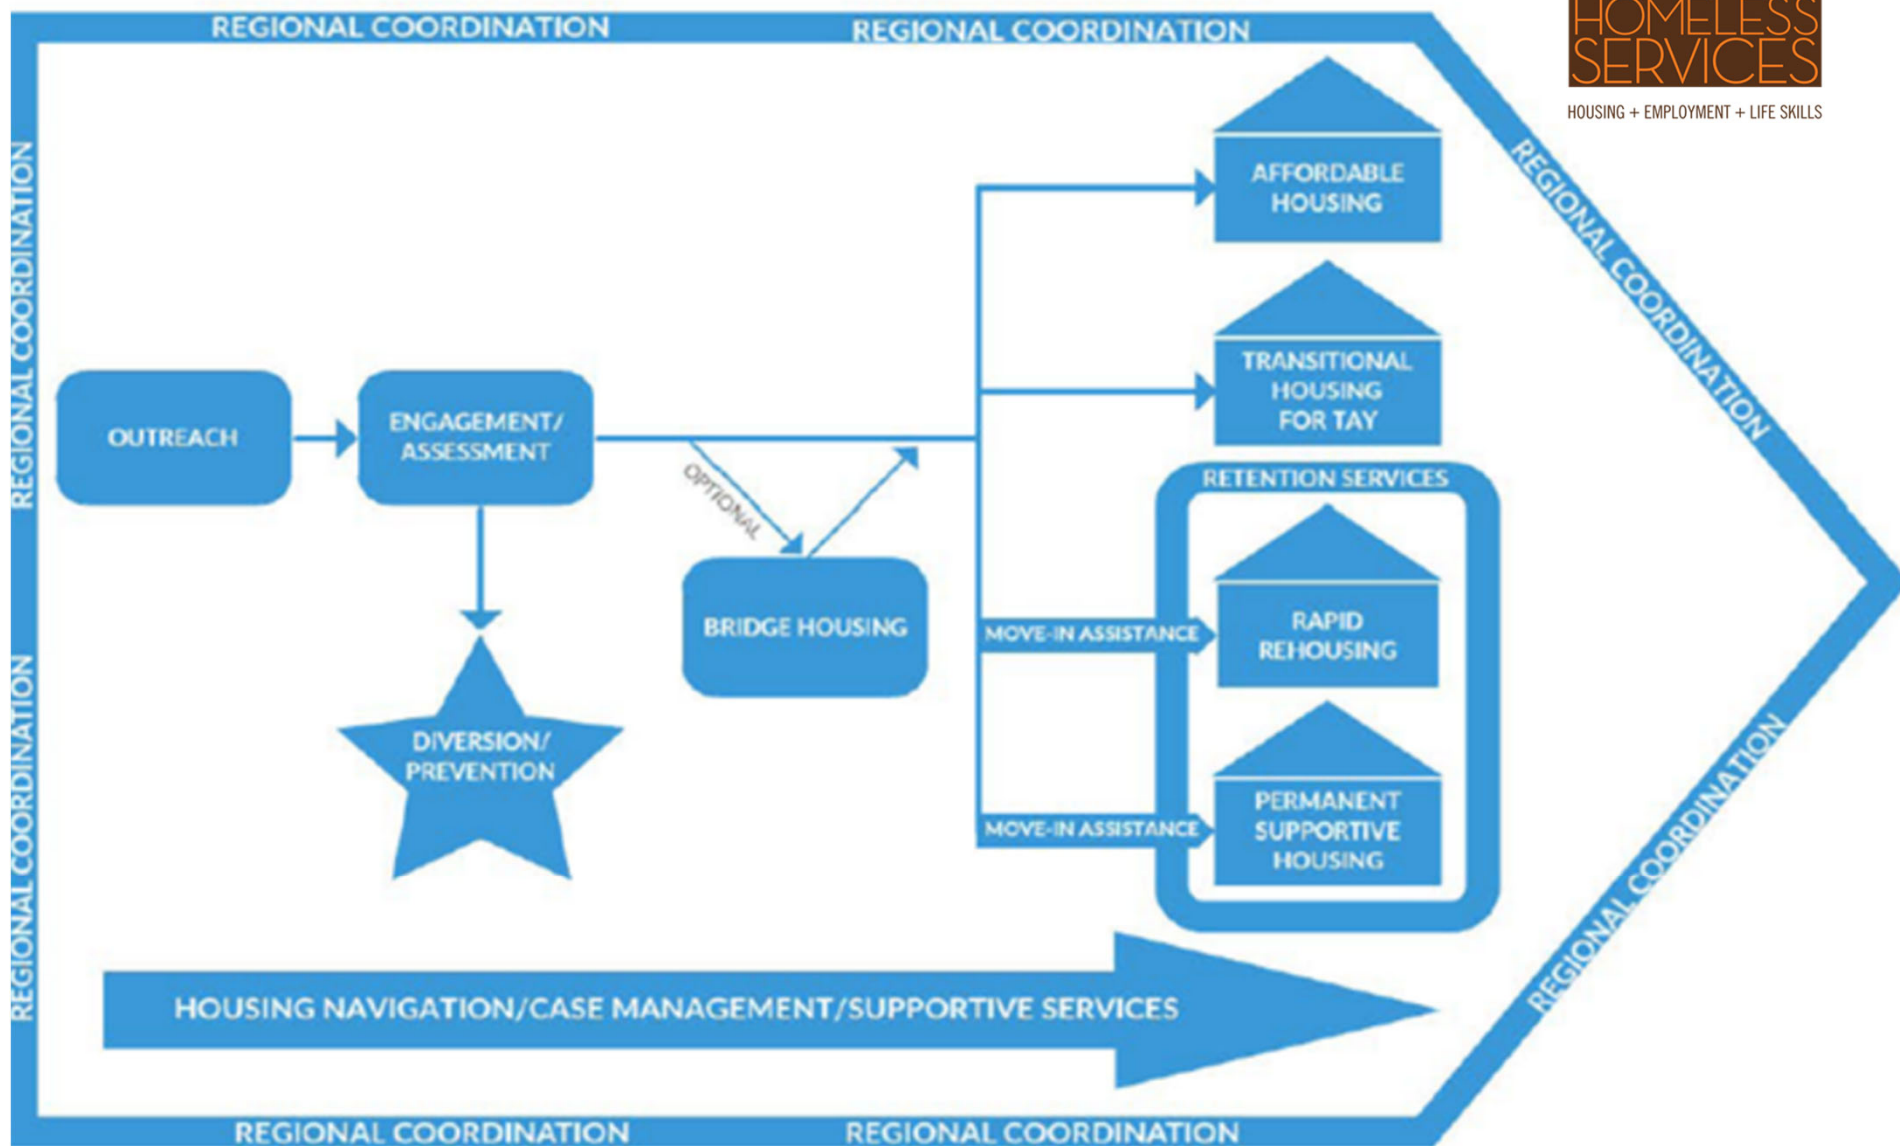 REGIONAL COORDINATION
REGIONAL COORDINATION
HOMELESS
SERVICES
HOUSING + EMPLOYMENT + LIFE SKILLS
REGIONAL COORDINATION
REGIONAL COORDINATION
AFFORDABLE
HOUSING
TRANSITIONAL
HOUSING
FOR TAY
OUTREACH
ENGAGEMENT/
ASSESSMENT
OPTIONAL
BRIDGE HOUSING
RETENTION SERVICES
MOVE-IN ASSISTANCE
RAPID
REHOUSING
DIVERSION/
PREVENTION
MOVE-IN ASSISTANCE
PERMANENT
SUPPORTIVE
HOUSING
REGIONAL COORDINATION
REGIONAL COORDINATION
HOUSING NAVIGATION/CASE MANAGEMENT/SUPPORTIVE SERVICES
REGIONAL COORDINATION
REGIONAL COORDINATION